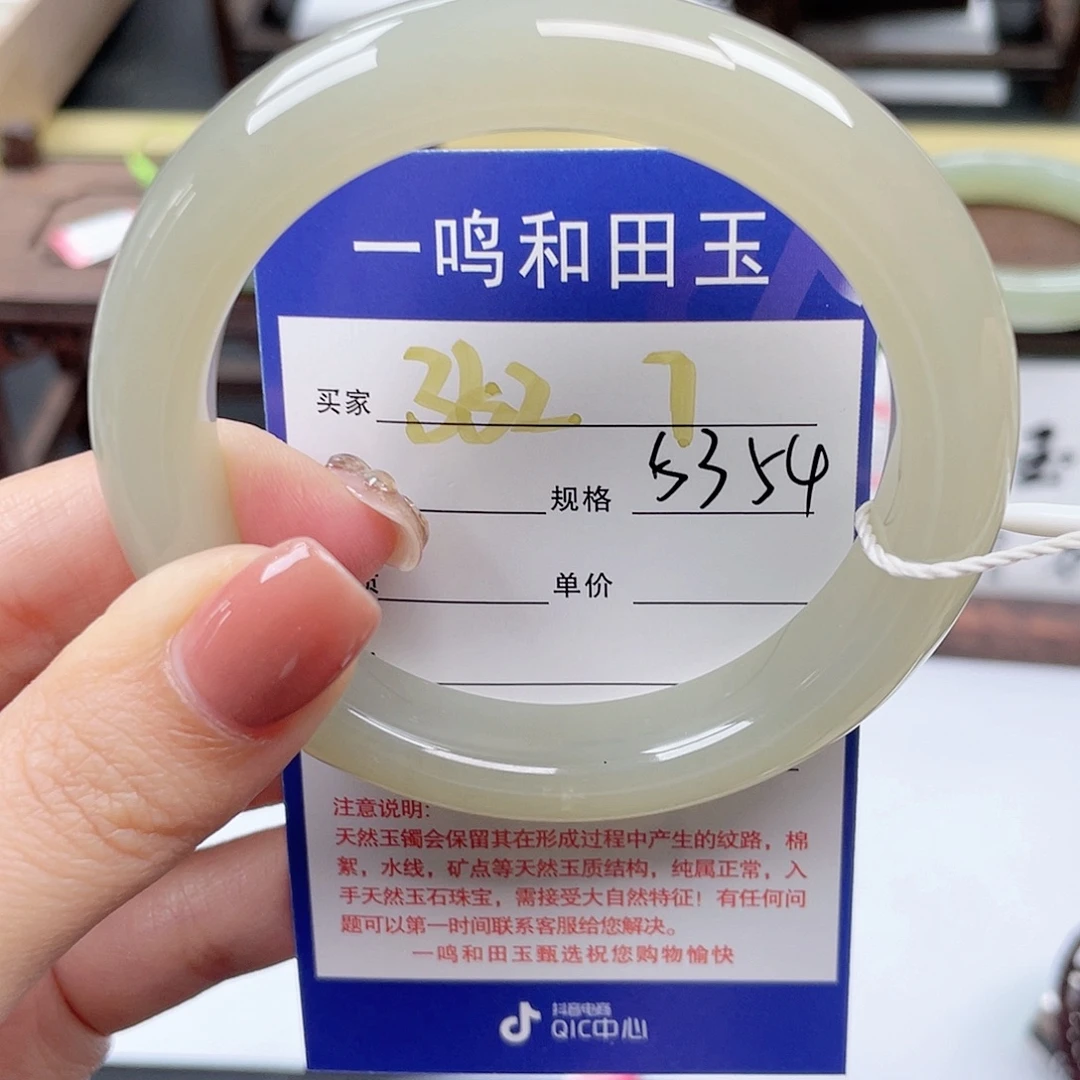 一鸣和田玉
买家 362 7
规格 5354
单价
注意说明:
天然玉镯会保留其在形成过程中产生的纹路，棉
絮，水线，矿点等天然玉质结构，纯属正常，入
手天然玉石珠宝，需接受大自然特征！有任何问
题可以第一时间联系客服给您解决。
一鸣和田玉甄选祝您购物愉快
抖音电商
QIC中心
玉